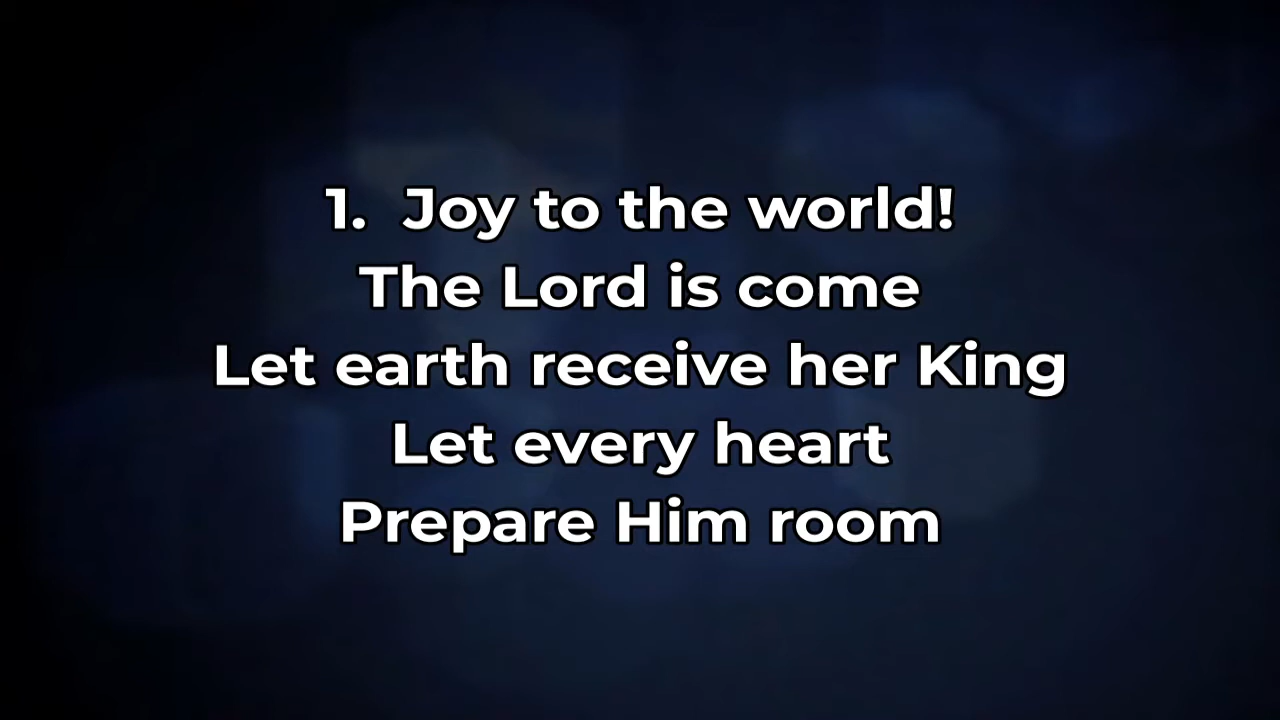 1.  Joy to the world!
The Lord is come
Let earth receive her King
Let every heart
Prepare Him room